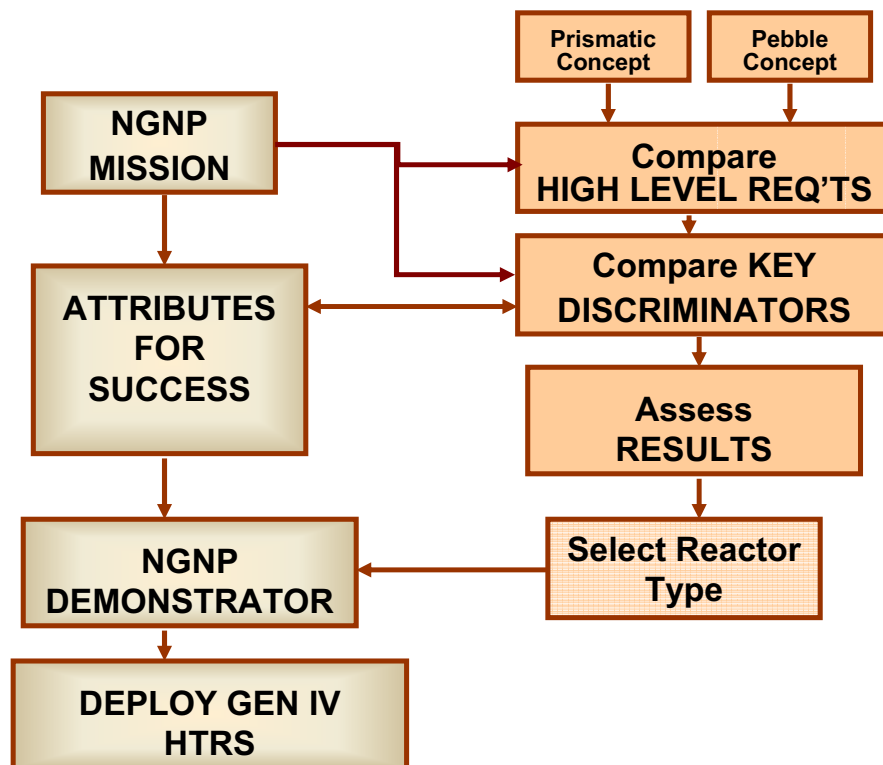 Prismatic
Concept
Pebble
Concept
NGNP
MISSION
Compare
HIGH LEVEL REQ'TS
Compare KEY
DISCRIMINATORS
ATTRIBUTES
FOR
SUCCESS
Assess
RESULTS
Select Reactor
Type
NGNP
DEMONSTRATOR
DEPLOY GEN IV
HTRS